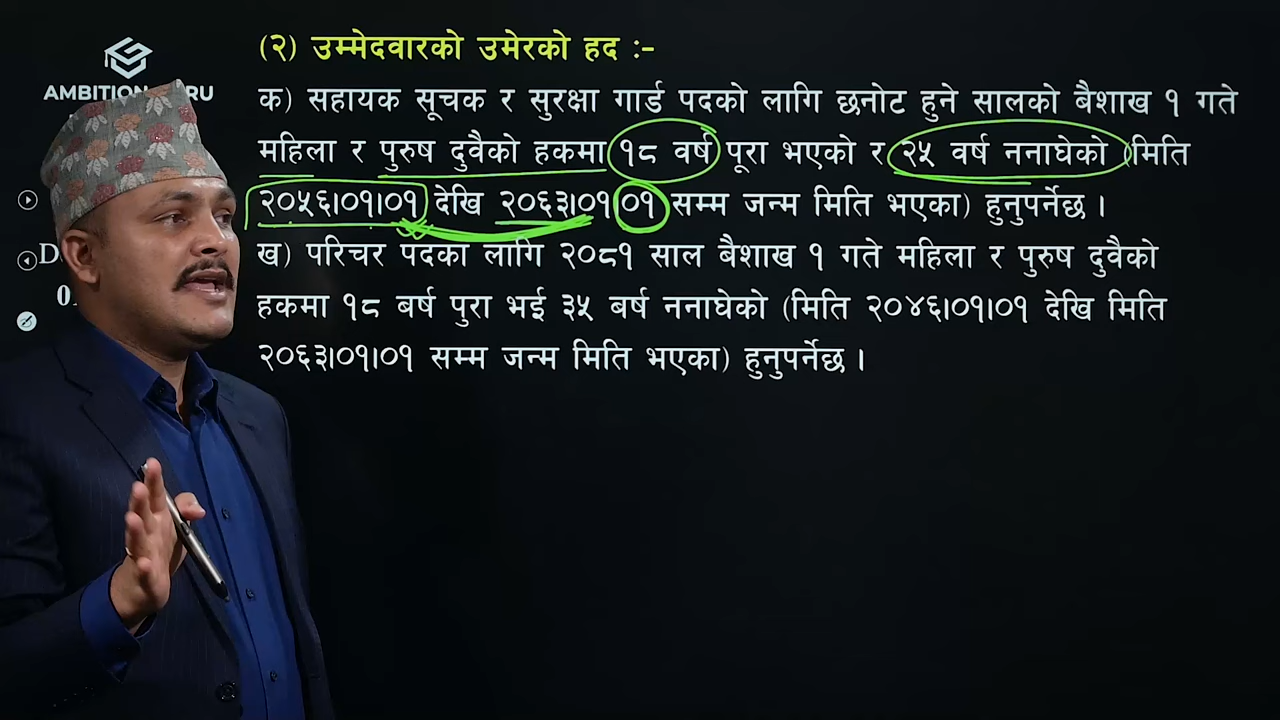 (२) उम्मेदवारको उमेरको हद :-
AMBITION RU
क) सहायक सूचक र सुरक्षा गार्ड पदको लागि छनोट हुने सालको बैशाख १ गते
महिला र पुरुष दुवैको हकमा १८ वर्ष पूरा भएको र २५ वर्ष ननाघेको (मिति
२०५६।०१।०१ देखि २०६३।०१ ०१ सम्म जन्म मिति भएका) हुनुपर्नेछ ।
ख) परिचर पदका लागि २०८१ साल बैशाख १ गते महिला र पुरुष दुवैको
हकमा १८ बर्ष पुरा भई ३५ बर्ष ननाघेको (मिति २०४६।०१।०१ देखि मिति
२०६३।०१।०१ सम्म जन्म मिति भएका) हुनुपर्नेछ ।